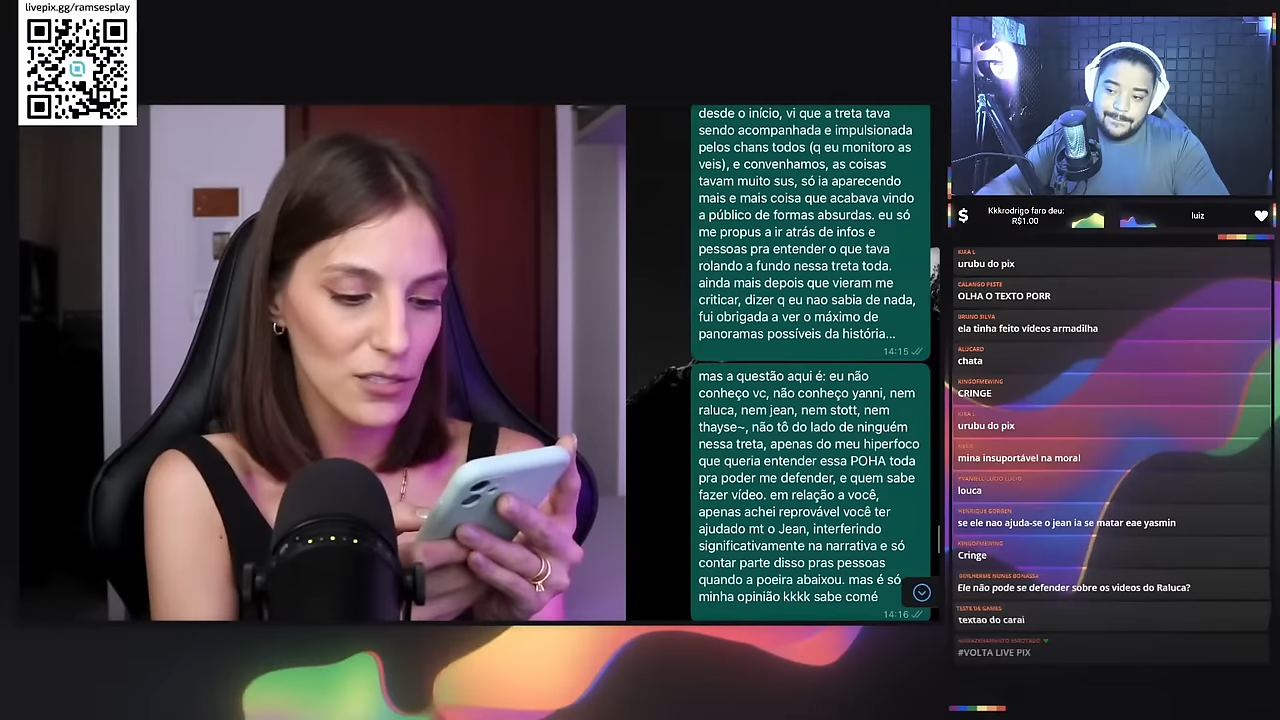 livepix.gg/ramsesplay
desde o início, vi que a treta tava
sendo acompanhada e impulsionada
pelos chans todos (q eu monitoro as
veis), e convenhamos, as coisas
tavam muito sus, só ia aparecendo
mais e mais coisa que acabava vindo
a público de formas absurdas. eu só
me propus a ir atrás de infos e
pessoas pra entender o que tava
rolando a fundo nessa treta toda.
ainda mais depois que vieram me
criticar, dizer q eu nao sabia de nada,
fui obrigada a ver o máximo de
panoramas possíveis da história...
14:15
mas a questão aqui é: eu não
conheço vc, não conheço yanni, nem
raluca, nem jean, nem stott, nem
thayse~, não tô do lado de ninguém
nessa treta, apenas do meu hiperfoco
que queria entender essa POHA toda
pra poder me defender, e quem sabe
fazer vídeo. em relação a você,
apenas achei reprovável você ter
ajudado mt o Jean, interferindo
significativamente na narrativa e só
contar parte disso pras pessoas
quando a poeira abaixou. mas é só
minha opinião kkkk sabe comé
14:16
$
Kkkrodrigo faro deu:
R$1.00
luiz
KIRA L
urubu do pix
CALANGO PESTE
OLHA O TEXTO PORR
BRUNO SILVA
ela tinha feito vídeos armadilha
ALUCARD
chata
KINGOFMEWING
CRINGE
KIRA L
urubu do pix
mina insuportável na moral
louca
HENRIQUE GORGEN
se ele nao ajuda-se o jean ia se matar eae yasmin
KINGOFMEWING
Cringe
GUILHERME NUNES BONASSA
Ele não pode se defender sobre os videos do Raluca?
TESTE DE GAMES
textao do carai
#VOLTA LIVE PIX